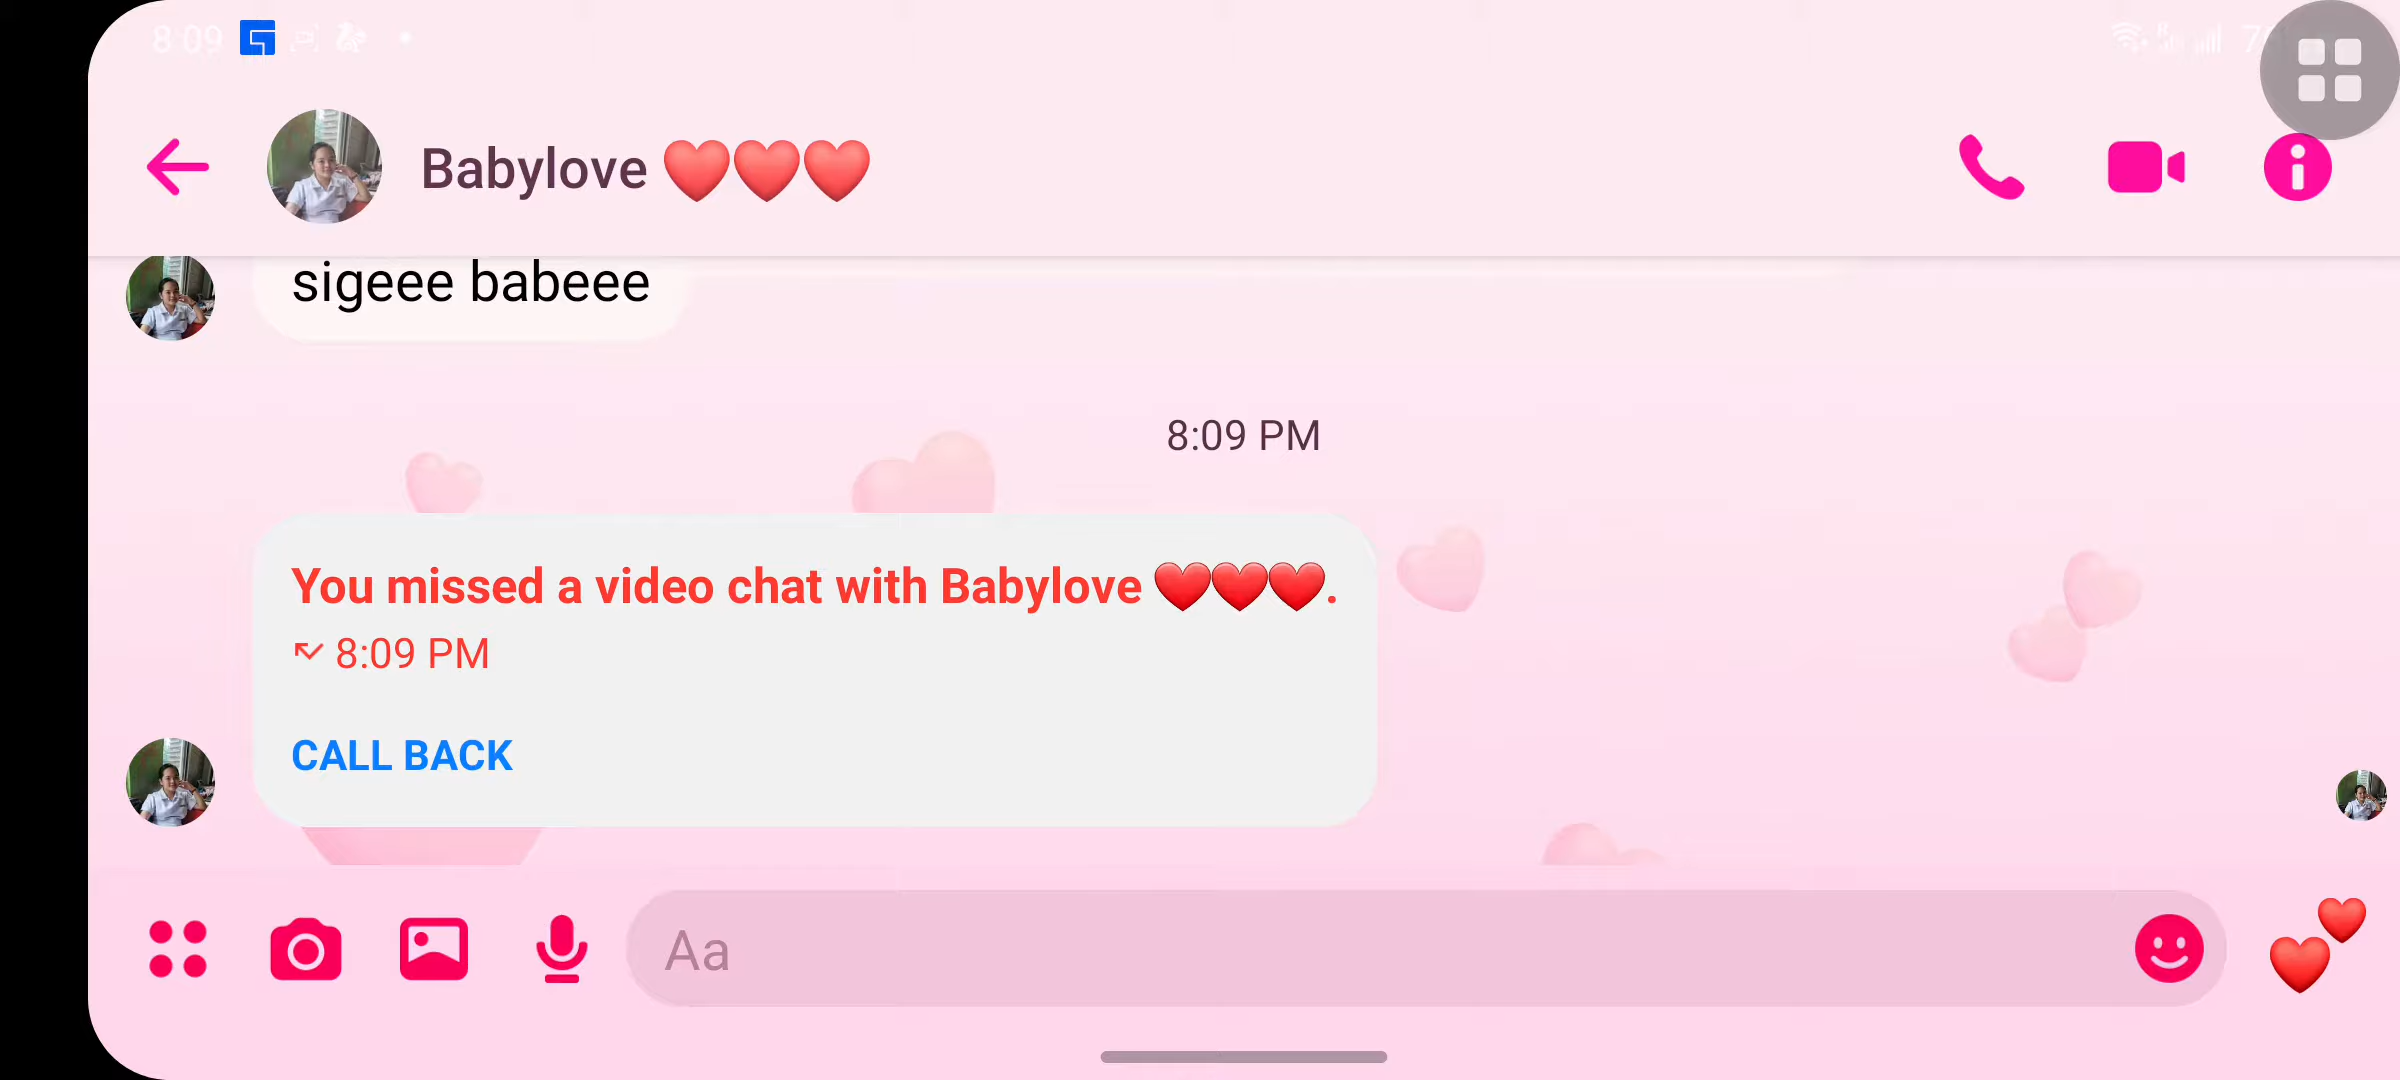 8:09
Babylove ❤️❤️❤️
sigeee babeee
8:09 PM
You missed a video chat with Babylove ❤️❤️❤️.
8:09 PM
CALL BACK
Aa